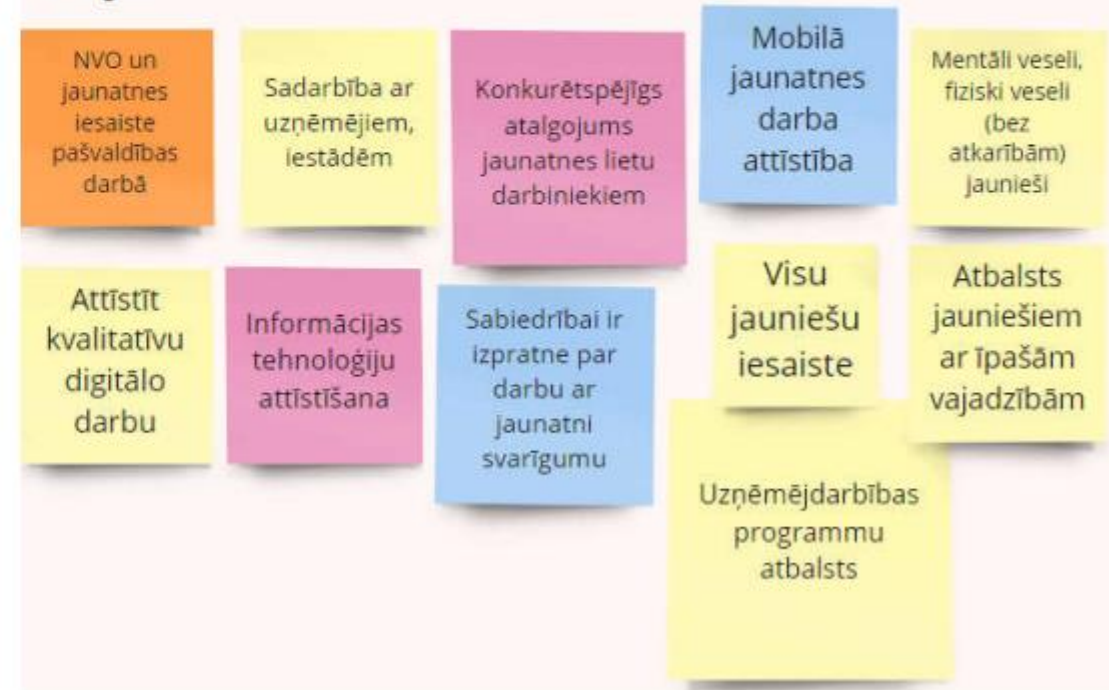 NVO un
jaunatnes
iesaiste
pašvaldības
darbā
Sadarbība ar
uzņēmējiem,
iestādēm
Konkurētspējīgs
atalgojums
jaunatnes lietu
darbiniekiem
Mobilā
jaunatnes
darba
attīstība
Mentāli veseli,
fiziski veseli
(bez
atkarībām)
jaunieši
Attīstīt
kvalitatīvu
digitālo
darbu
Informācijas
tehnoloģiju
attīstīšana
Sabiedrībai ir
izpratne par
darbu ar
jaunatni
svarīgumu
Visu
jauniešu
iesaiste
Atbalsts
jauniešiem
ar īpašām
vajadzībām
Uzņēmējdarbības
programmu
atbalsts